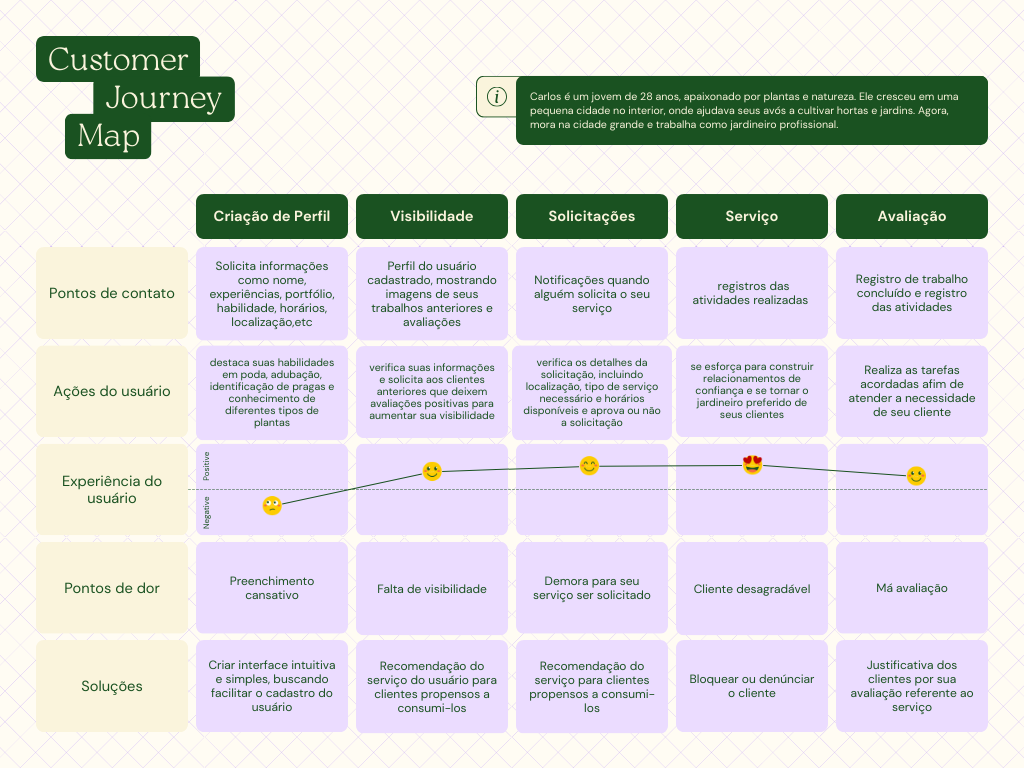 Customer
Journey
Map
i
Carlos é um jovem de 28 anos, apaixonado por plantas e natureza. Ele cresceu em uma
pequena cidade no interior, onde ajudava seus avós a cultivar hortas e jardins. Agora,
mora na cidade grande e trabalha como jardineiro profissional.
Criação de Perfil
Visibilidade
Solicitações
Serviço
Avaliação
Pontos de contato
Solicita informações
como nome,
experiências, portfólio,
habilidade, horários,
localização,etc
Perfil do usuário
cadastrado, mostrando
imagens de seus
trabalhos anteriores e
avaliações
Notificações quando
alguém solicita o seu
serviço
registros das
atividades realizadas
Registro de trabalho
concluído e registro
das atividades
Ações do usuário
destaca suas habilidades
em poda, adubação,
identificação de pragas e
conhecimento de
diferentes tipos de
plantas
verifica suas informações
e solicita aos clientes
anteriores que deixem
avaliações positivas para
aumentar sua visibilidade
verifica os detalhes da
solicitação, incluindo
localização, tipo de serviço
necessário e horários
disponíveis e aprova ou não
a solicitação
se esforça para construir
relacionamentos de
confiança e se tornar o
jardineiro preferido de
seus clientes
Realiza as tarefas
acordadas afim de
atender a necessidade
de seu cliente
Experiência do
usuário
Positive
Negative
Pontos de dor
Preenchimento
cansativo
Falta de visibilidade
Demora para seu
serviço ser solicitado
Cliente desagradável
Má avaliação
Soluções
Criar interface intuitiva
e simples, buscando
facilitar o cadastro do
usuário
Recomendação do
serviço do usuário para
clientes propensos a
consumi-los
Recomendação do
serviço para clientes
propensos a consumi-
los
Bloquear ou denúnciar
o cliente
Justificativa dos
clientes por sua
avaliação referente ao
serviço